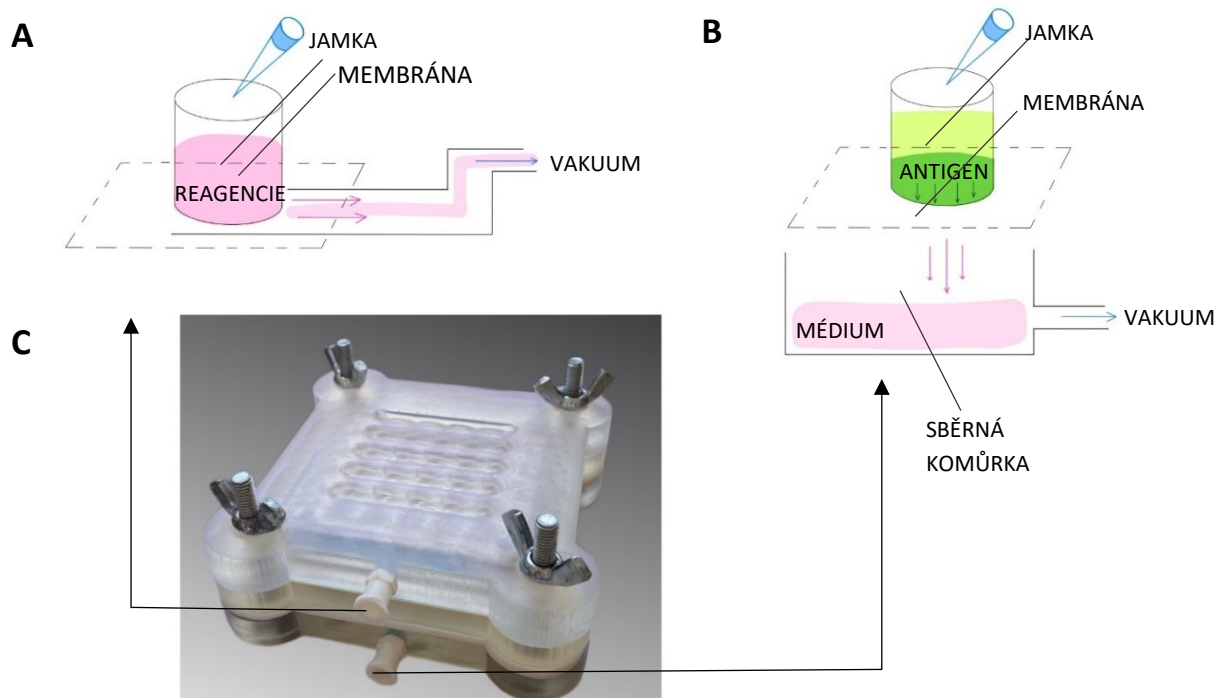 A
JAMKA
MEMBRÁNA
REAGENCIE
VAKUUM
B
JAMKA
MEMBRÁNA
ANTIGEN
MÉDIUM
VAKUUM
SBĚRNÁ
KOMŮRKA
C